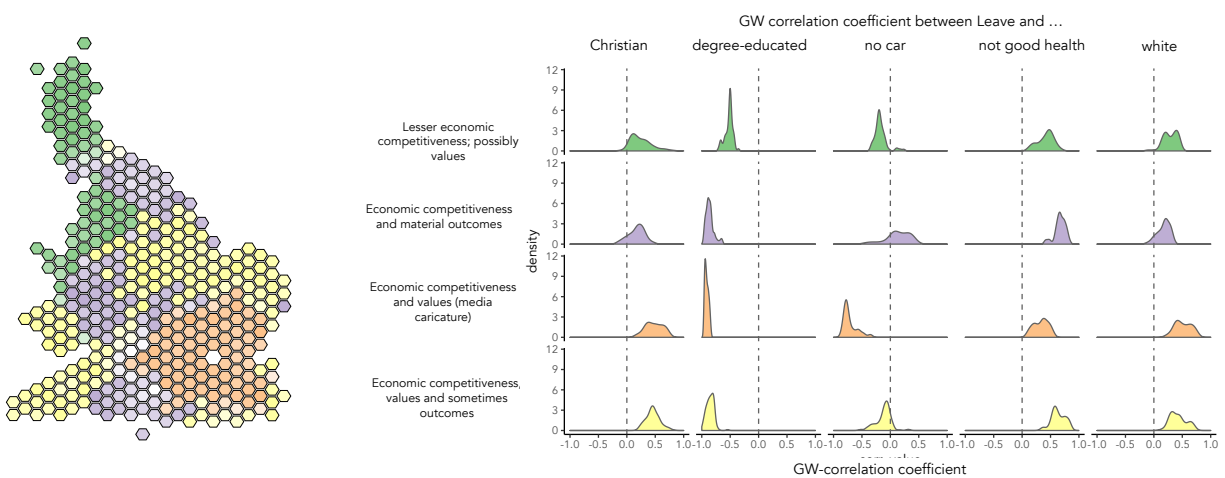 GW correlation coefficient between Leave and …
Christian
degree-educated
no car
not good health
white
Lesser economic
competitiveness; possibly
values
Economic competitiveness
and material outcomes
Economic competitiveness
and values (media
caricature)
Economic competitiveness,
values and sometimes
outcomes
density
12
9
6
3
0
12
9
6
3
0
12
9
6
3
0
12
9
6
3
0
-1.0 -0.5 0.0 0.5 1.0 -1.0 -0.5 0.0 0.5 1.0 -1.0 -0.5 0.0 0.5 1.0 -1.0 -0.5 0.0 0.5 1.0 -1.0 -0.5 0.0 0.5 1.0
GW-correlation coefficient